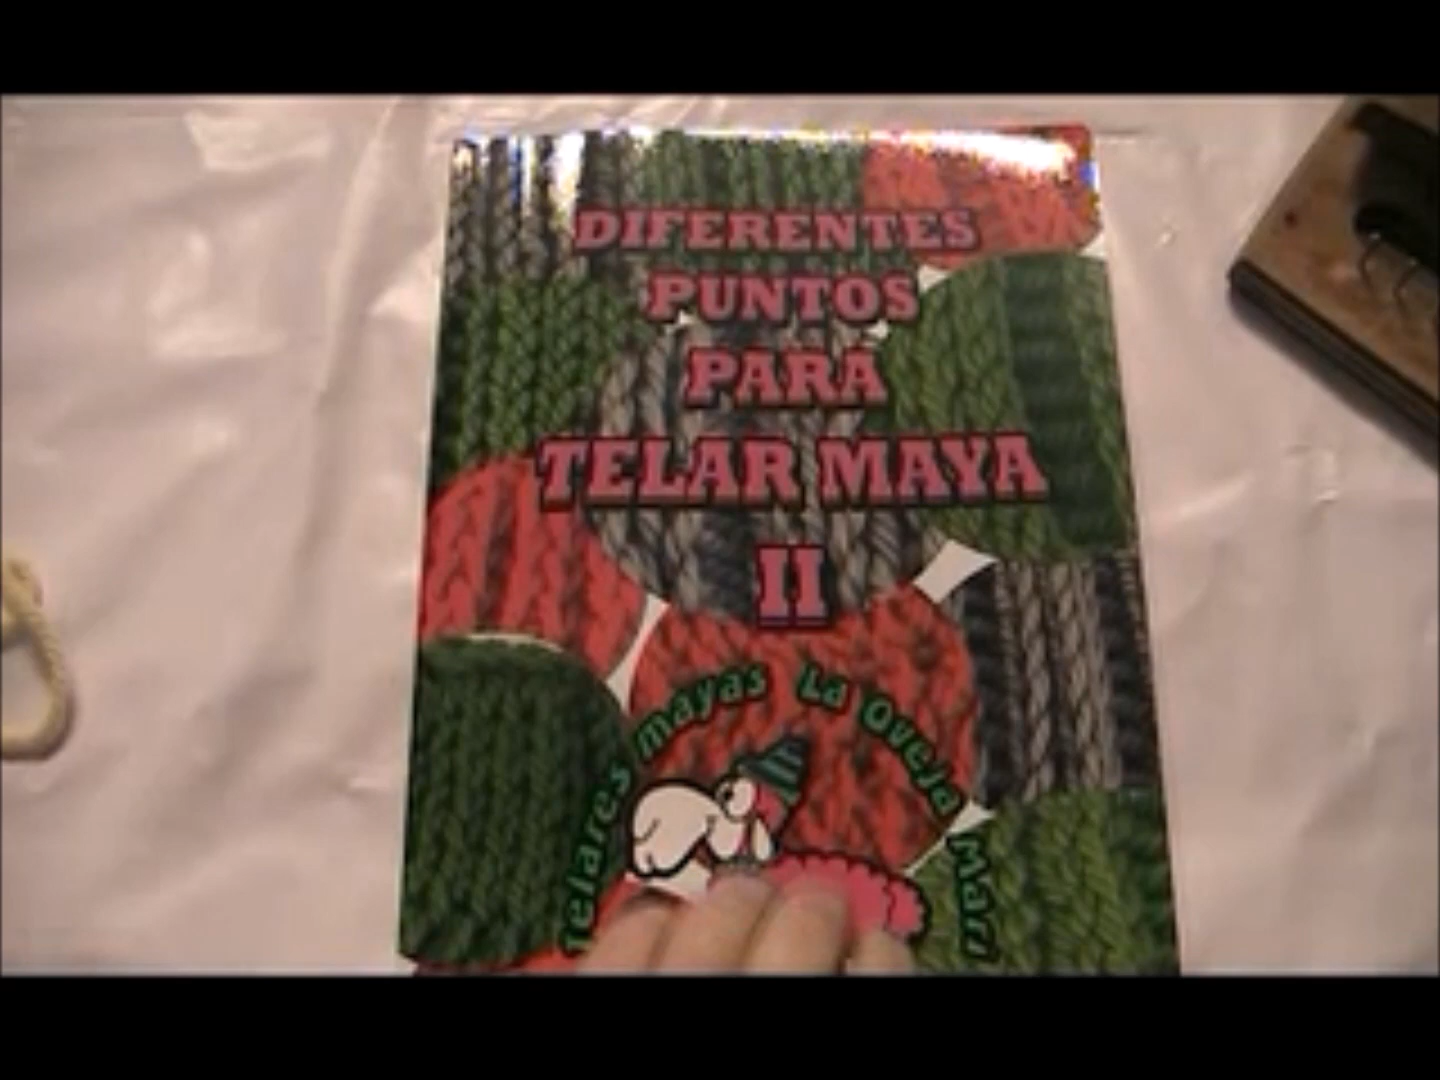 DIFERENTES
PUNTOS
PARA
TELAR MAYA
II
Telares mayas La Oveja Mari